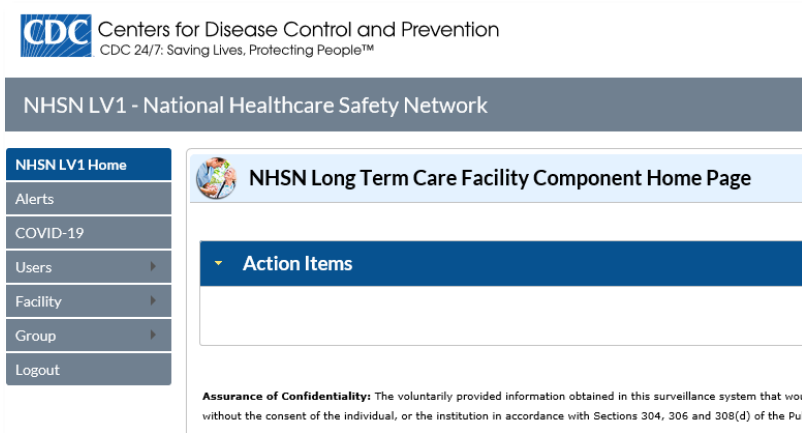 CDC Centers for Disease Control and Prevention
CDC 24/7: Saving Lives, Protecting People™
NHSN LV1 - National Healthcare Safety Network
NHSN LV1 Home
Alerts
COVID-19
Users
Facility
Group
Logout
NHSN Long Term Care Facility Component Home Page
Action Items
Assurance of Confidentiality: The voluntarily provided information obtained in this surveillance system that
without the consent of the individual, or the institution in accordance with Sections 304, 306 and 308(d) of the